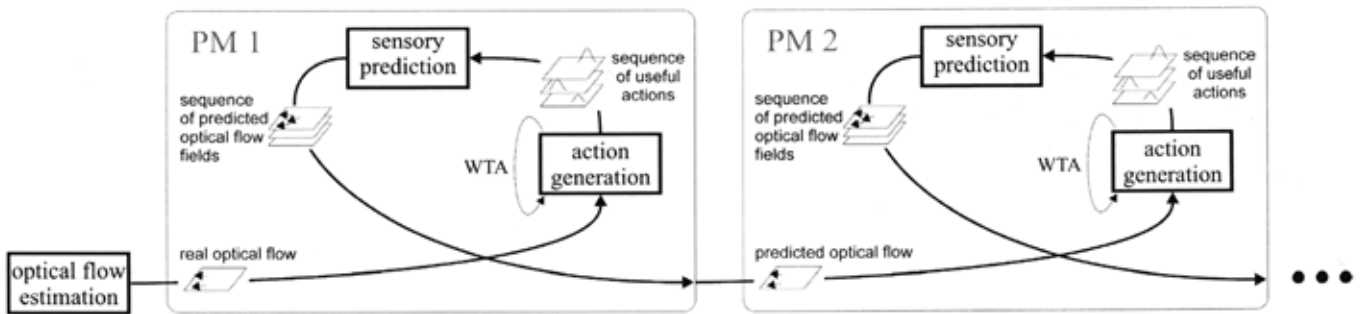 PM 1
sensory
prediction
sequence
of useful
actions
sequence
of predicted
optical flow
fields
WTA
action
generation
real optical flow
optical flow
estimation
PM 2
sensory
prediction
sequence
of useful
actions
sequence
of predicted
optical flow
fields
WTA
action
generation
predicted optical flow